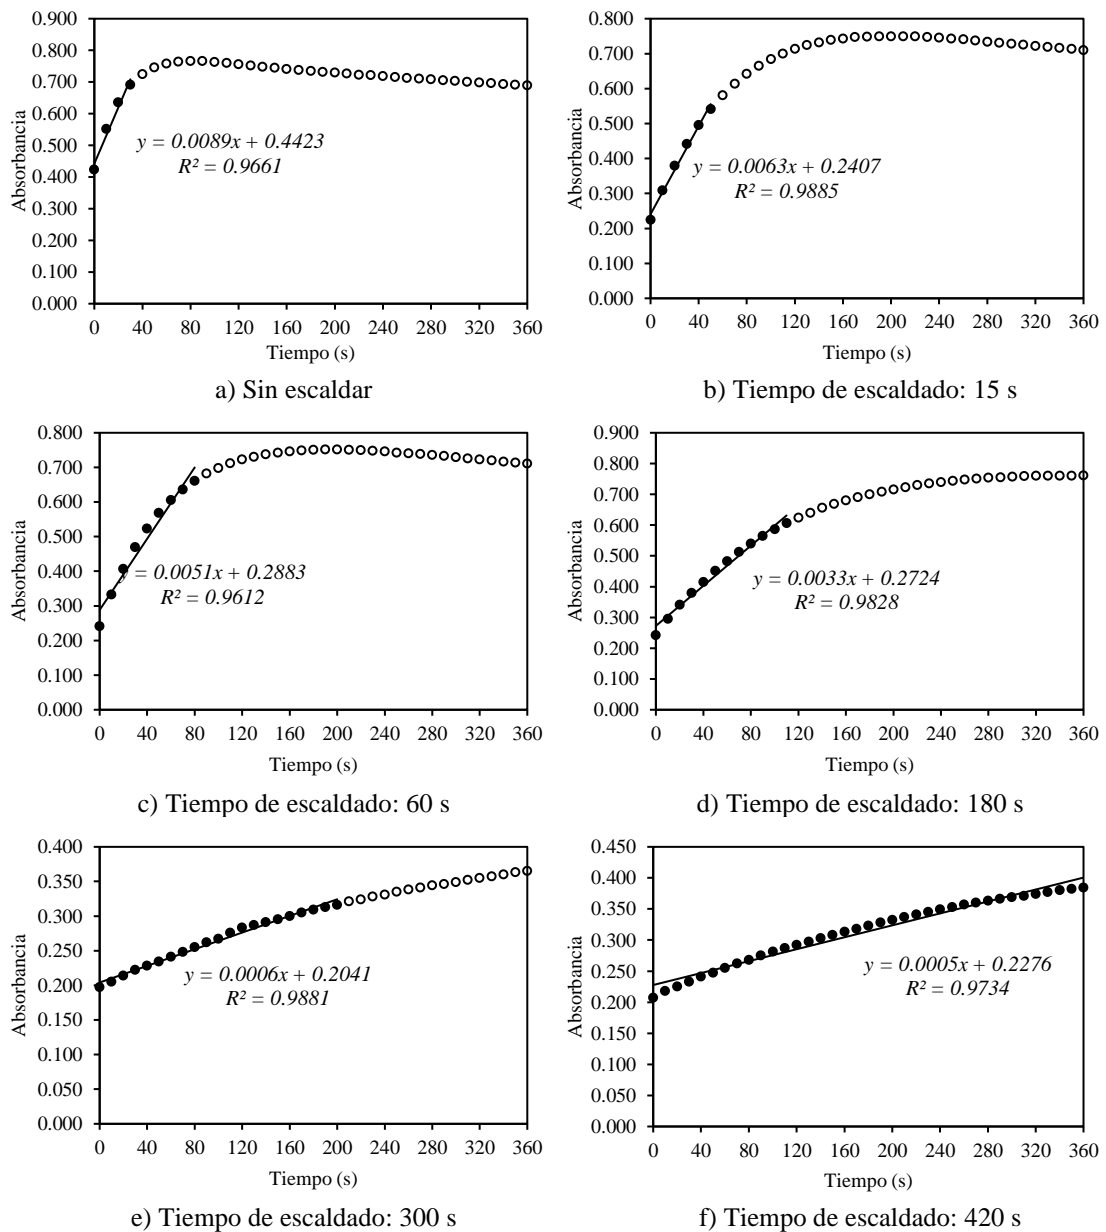 0.900
0.800
0.700
0.600
0.500
0.400
0.300
0.200
0.100
0.000
Absorbancia
y = 0.0089x + 0.4423
R² = 0.9661
0 40 80 120 160 200 240 280 320 360
Tiempo (s)
a) Sin escaldar
0.800
0.700
0.600
0.500
0.400
0.300
0.200
0.100
0.000
Absorbancia
y = 0.0063x + 0.2407
R² = 0.9885
0 40 80 120 160 200 240 280 320 360
Tiempo (s)
b) Tiempo de escaldado: 15 s
0.800
0.700
0.600
0.500
0.400
0.300
0.200
0.100
0.000
Absorbancia
y = 0.0051x + 0.2883
R² = 0.9612
0 40 80 120 160 200 240 280 320 360
Tiempo (s)
c) Tiempo de escaldado: 60 s
0.900
0.800
0.700
0.600
0.500
0.400
0.300
0.200
0.100
0.000
Absorbancia
y = 0.0033x + 0.2724
R² = 0.9828
0 40 80 120 160 200 240 280 320 360
Tiempo (s)
d) Tiempo de escaldado: 180 s
0.400
0.350
0.300
0.250
0.200
0.150
0.100
0.050
0.000
Absorbancia
y = 0.0006x + 0.2041
R² = 0.9881
0 40 80 120 160 200 240 280 320 360
Tiempo (s)
e) Tiempo de escaldado: 300 s
0.450
0.400
0.350
0.300
0.250
0.200
0.150
0.100
0.050
0.000
Absorbancia
y = 0.0005x + 0.2276
R² = 0.9734
0 40 80 120 160 200 240 280 320 360
Tiempo (s)
f) Tiempo de escaldado: 420 s